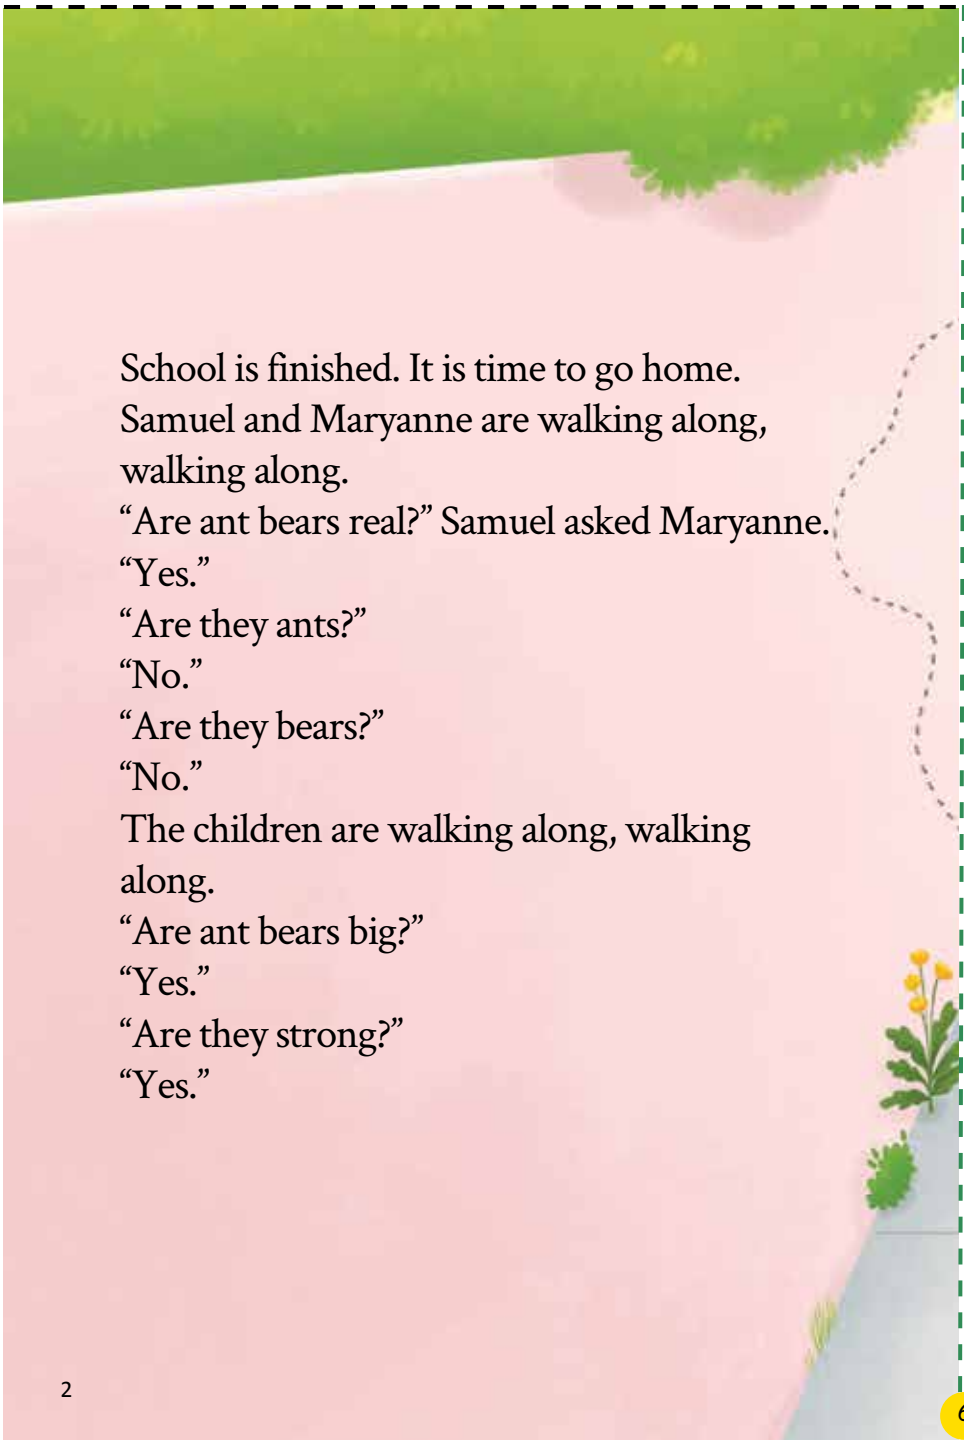 School is finished. It is time to go home.
Samuel and Maryanne are walking along,
walking along.
“Are ant bears real?” Samuel asked Maryanne.
“Yes.”
“Are they ants?”
“No.”
“Are they bears?”
“No.”
The children are walking along, walking
along.
“Are ant bears big?”
“Yes.”
“Are they strong?”
“Yes.”
2